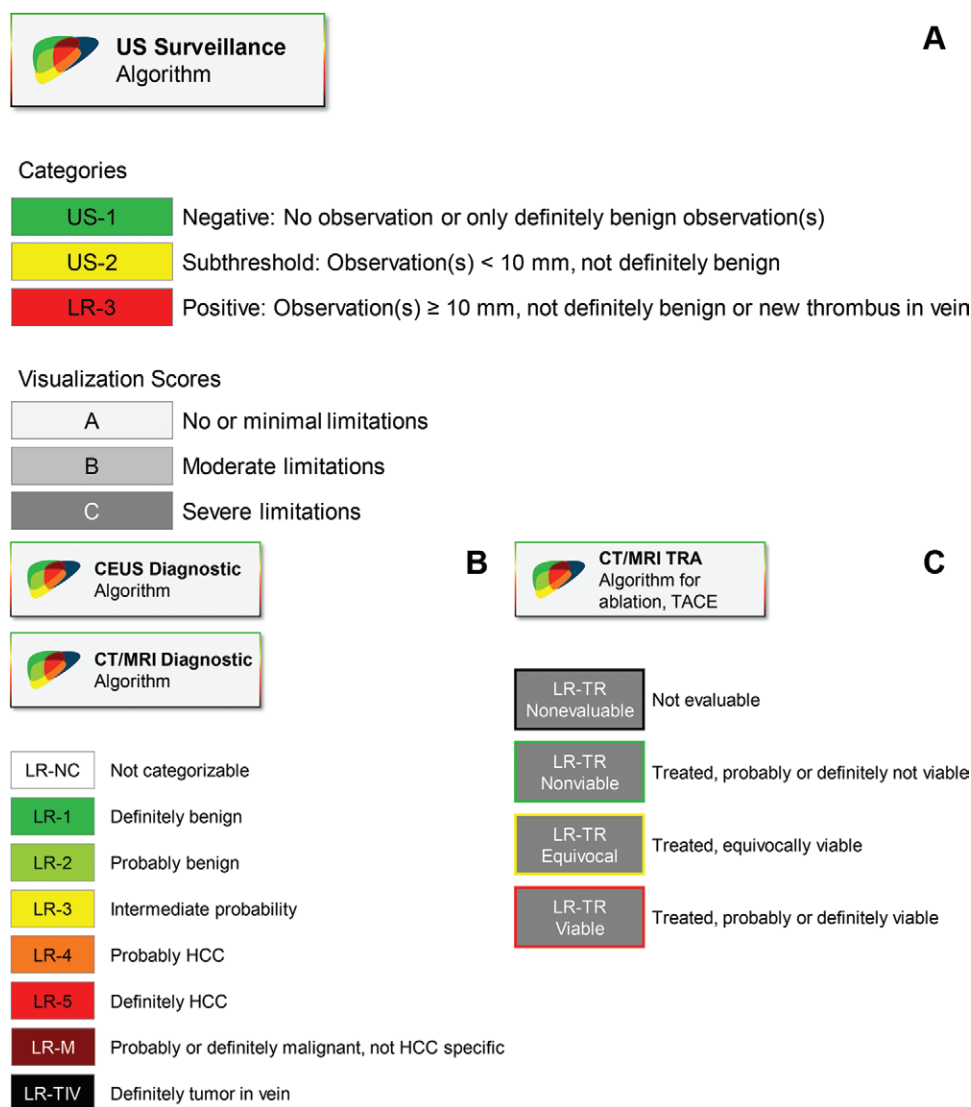 US Surveillance
Algorithm
A
Categories
US-1 Negative: No observation or only definitely benign observation(s)
US-2 Subthreshold: Observation(s) < 10 mm, not definitely benign
LR-3 Positive: Observation(s) ≥ 10 mm, not definitely benign or new thrombus in vein
Visualization Scores
A No or minimal limitations
B Moderate limitations
C Severe limitations
CEUS Diagnostic
Algorithm
B
CT/MRI Diagnostic
Algorithm
LR-NC Not categorizable
LR-1 Definitely benign
LR-2 Probably benign
LR-3 Intermediate probability
LR-4 Probably HCC
LR-5 Definitely HCC
LR-M Probably or definitely malignant, not HCC specific
LR-TIV Definitely tumor in vein
CT/MRI TRA
Algorithm for
ablation, TACE
C
LR-TR
Nonevaluable
Not evaluable
LR-TR
Nonviable
Treated, probably or definitely not viable
LR-TR
Equivocal
Treated, equivocally viable
LR-TR
Viable
Treated, probably or definitely viable